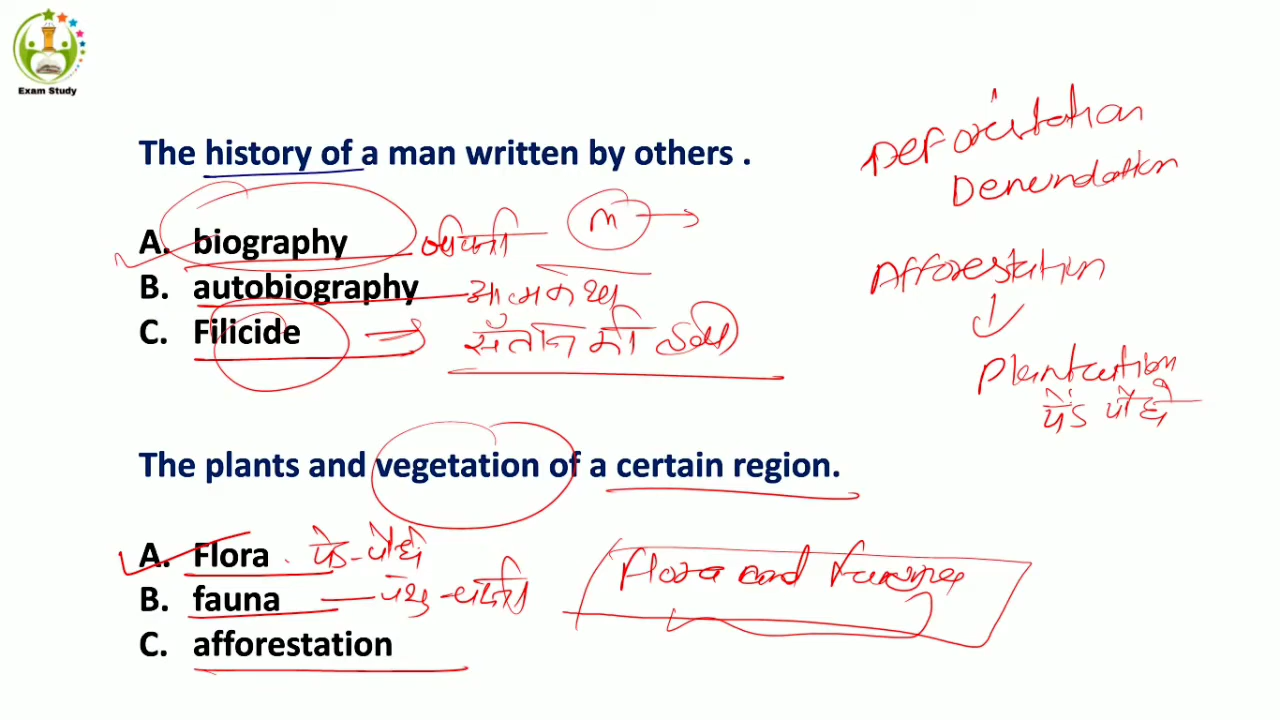 Exam Study
The history of a man written by others .
A. biography जीवनी m
B. autobiography आत्मकथा
C. Filicide संतान की हत्या
Deforestation
Denundation
Afforestation
Plantation
पेड़ पौधे
The plants and vegetation of a certain region.
A. Flora पेड़-पौधे
B. fauna पशु-पक्षी
C. afforestation
flora and